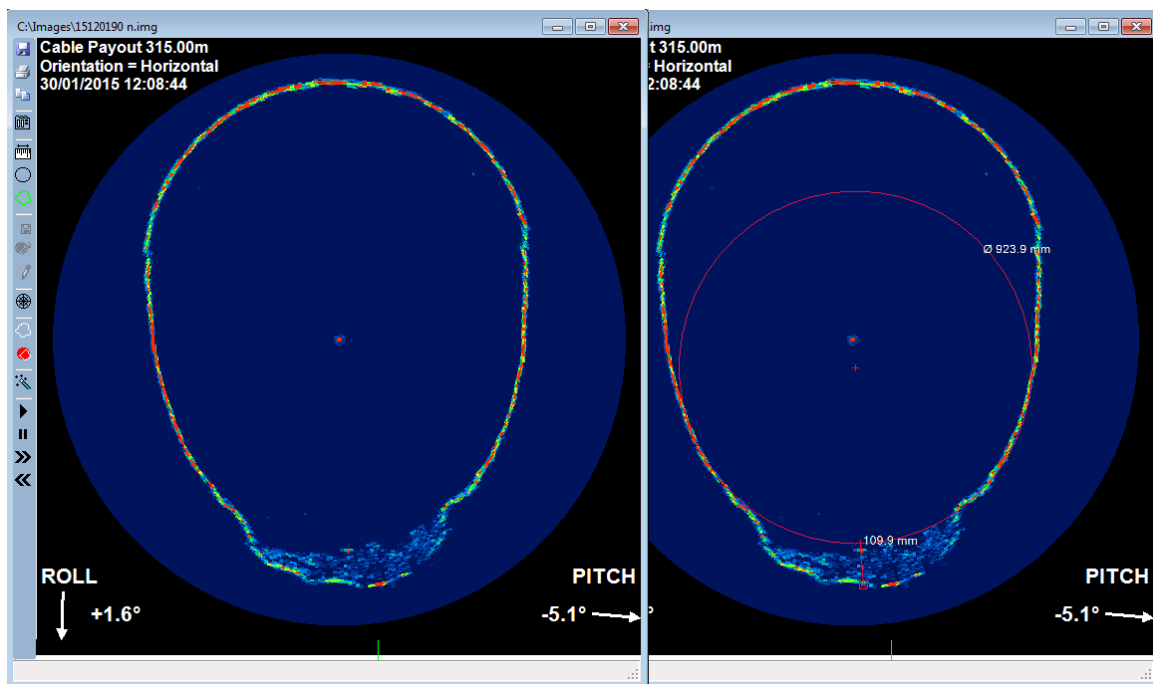 C:\Images\15120190 n.img
Cable Payout 315.00m
Orientation = Horizontal
30/01/2015 12:08:44
ROLL
+1.6°
PITCH
-5.1°
img
t 315.00m
Horizontal
2:08:44
Ø 923.9 mm
109.9 mm
°
PITCH
-5.1°